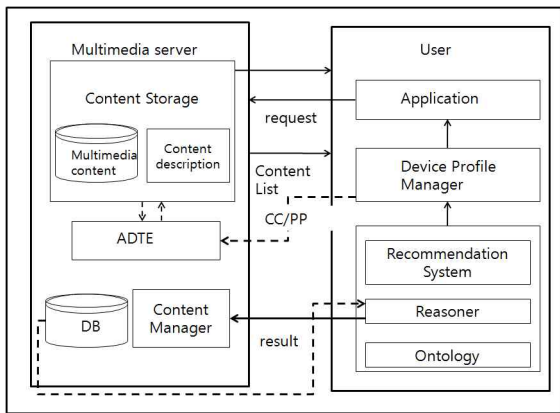 Multimedia server
Content Storage
Multimedia
content
Content
description
ADTE
DB
Content
Manager
request
Content
List
CC/PP
result
User
Application
Device Profile
Manager
Recommendation
System
Reasoner
Ontology